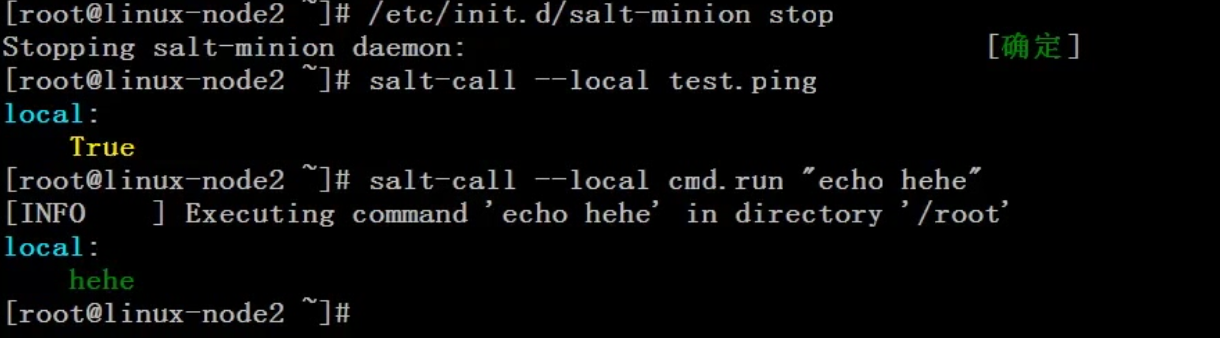 [root@linux-node2 ~]# /etc/init.d/salt-minion stop
Stopping salt-minion daemon: [确定]
[root@linux-node2 ~]# salt-call --local test.ping
local:
    True
[root@linux-node2 ~]# salt-call --local cmd.run "echo hehe"
[INFO    ] Executing command 'echo hehe' in directory '/root'
local:
    hehe
[root@linux-node2 ~]#